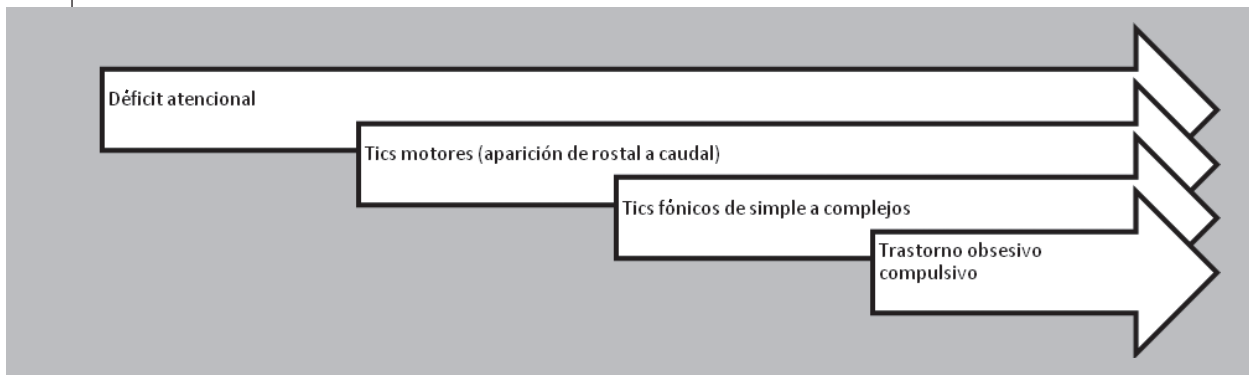 Déficit atencional
Tics motores (aparición de rostal a caudal)
Tics fónicos de simple a complejos
Trastorno obsesivo
compulsivo